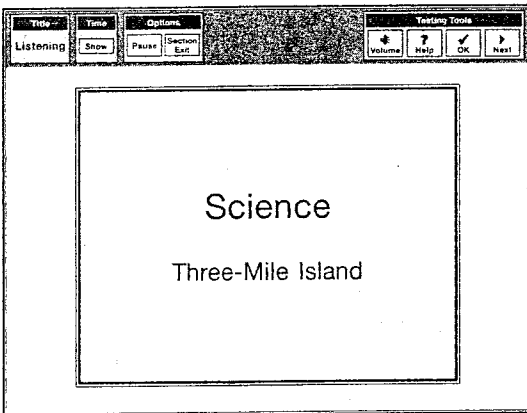 Title Time Options Testing Tools
Listening Show Pause Section Exit Volume Help OK Next
Science
Three-Mile Island